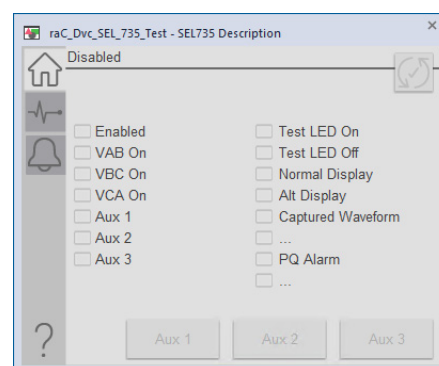 raC_Dvc_SEL_735_Test - SEL735 Description
Disabled
Enabled
VAB On
VBC On
VCA On
Aux 1
Aux 2
Aux 3
Test LED On
Test LED Off
Normal Display
Alt Display
Captured Waveform
...
PQ Alarm
...
?
Aux 1
Aux 2
Aux 3